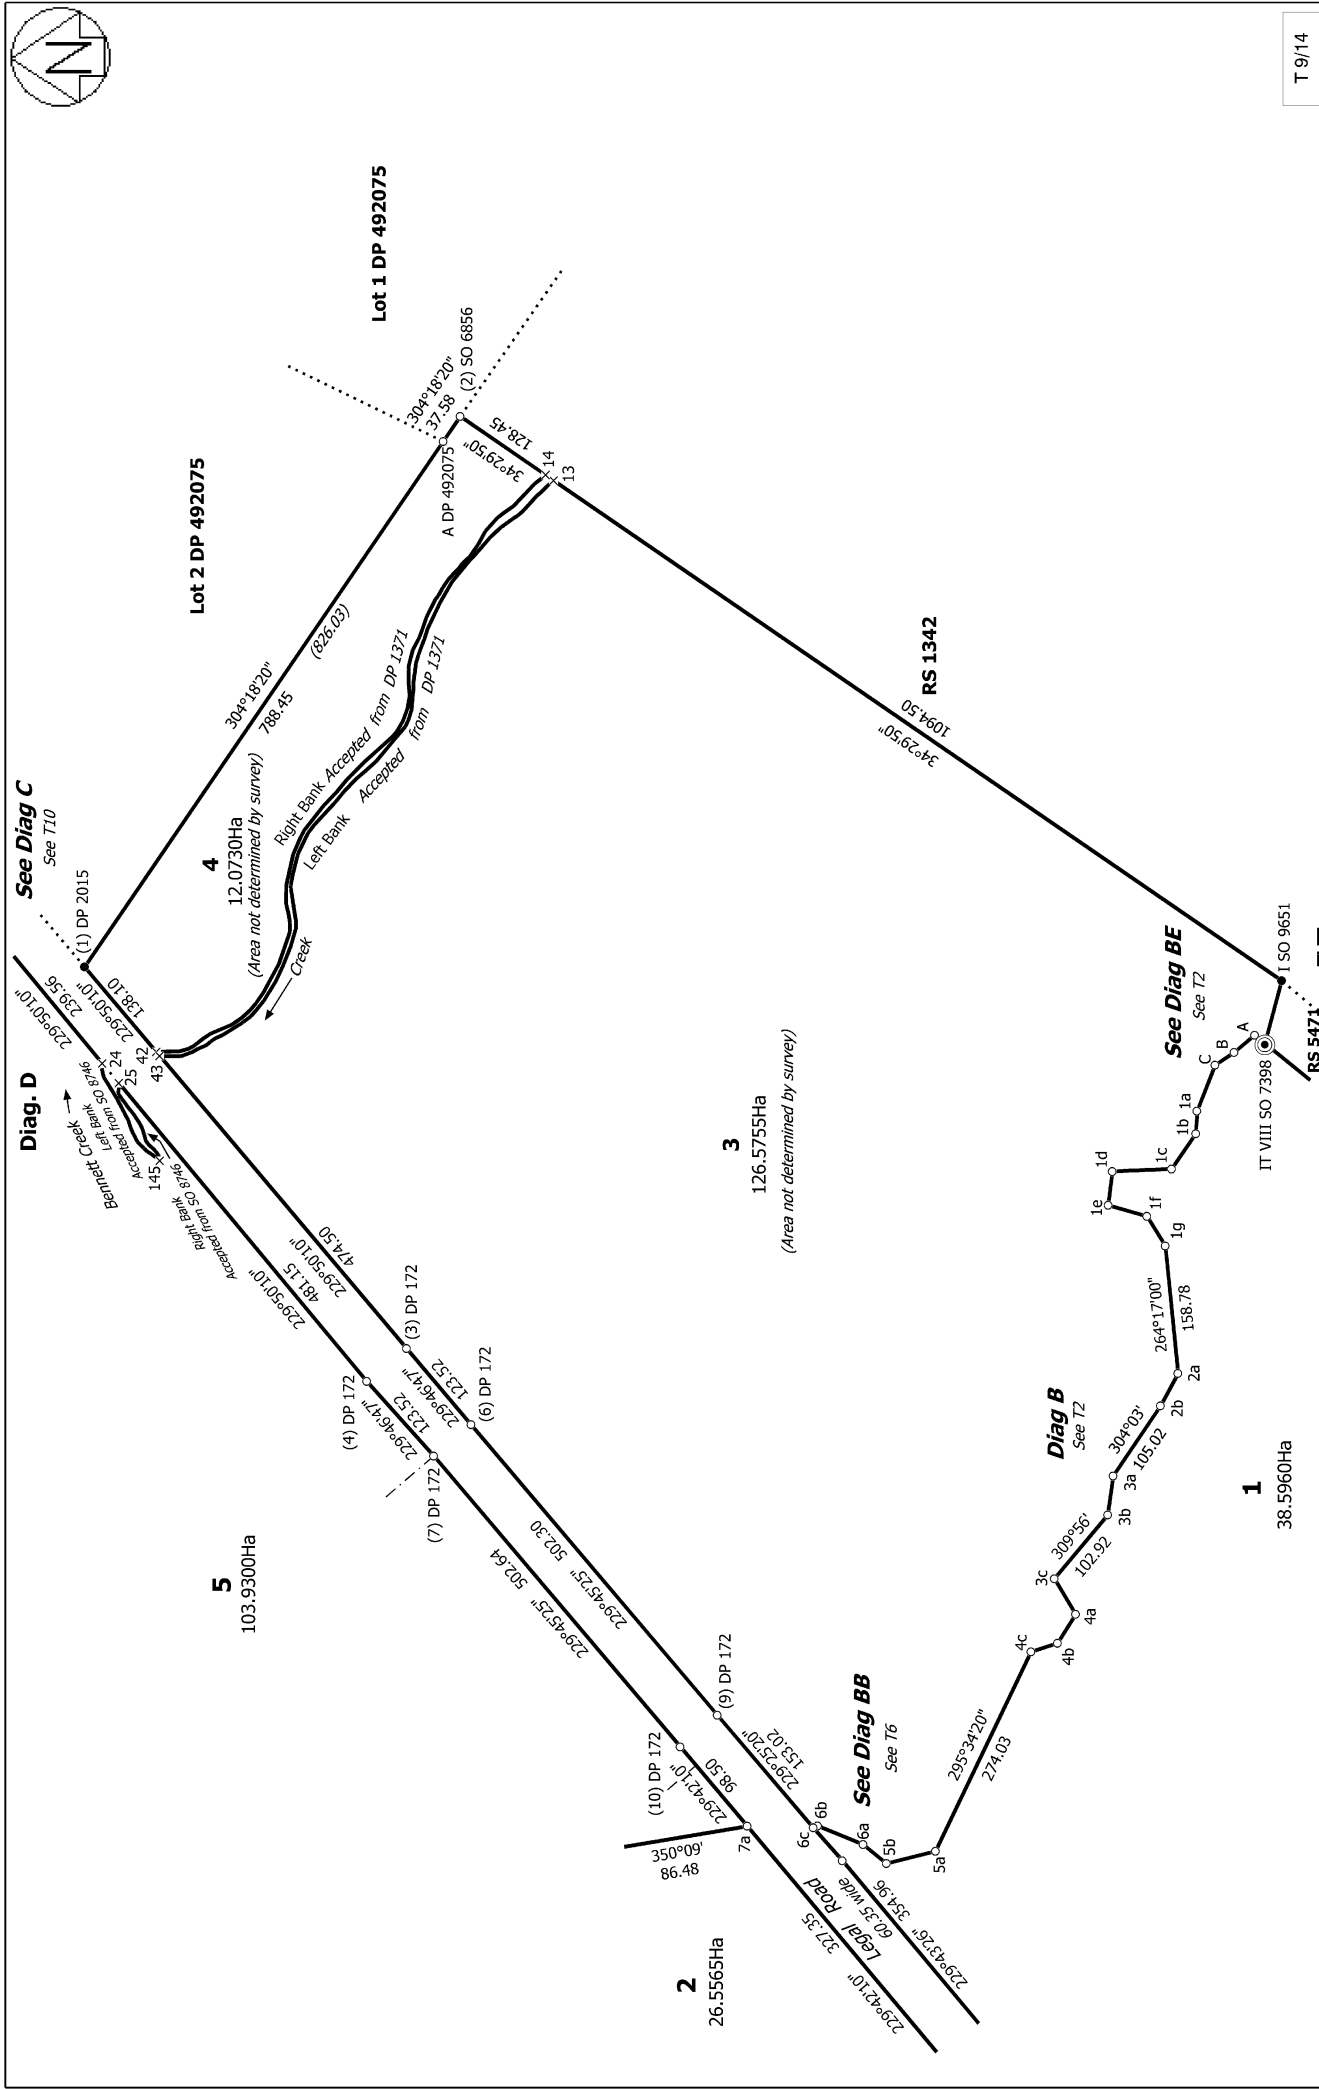 N
T 9/14
Diag. D
See Diag C
See T10
Lot 2 DP 492075
Lot 1 DP 492075
(1) DP 2015
304°18'20"
788.45
(826.03)
304°18'20"
37.58
(2) SO 6856
A DP 492075
34°29'50"
128.45
14
13
4
12.0730Ha
(Area not determined by survey)
Right Bank Accepted from DP 1371
Left Bank Accepted from DP 1371
Creek
229°50'10"
239.56
229°50'10"
138.10
24
25
42
43
145
Bennett Creek
Left Bank
Accepted from SO 8746
Right Bank
Accepted from SO 8746
229°50'10"
481.15
229°50'10"
474.50
(3) DP 172
(4) DP 172
229°46'47"
123.52
229°46'47"
123.52
(6) DP 172
(7) DP 172
5
103.9300Ha
502.64
229°45'25"
502.30
229°45'25"
(9) DP 172
(10) DP 172
229°42'10"
98.50
229°25'20"
153.02
7a
350°09'
86.48
6c
6b
6a
5b
5a
See Diag BB
See T6
Legal Road
60.35 wide
327.35
229°42'10"
354.96
229°43'26"
2
26.5565Ha
3
126.5755Ha
(Area not determined by survey)
RS 1342
34°29'50"
1094.50
I SO 9651
See Diag BE
See T2
A
B
C
1a
1b
1c
1d
1e
1f
1g
IT VIII SO 7398
RS 5471
264°17'00"
158.78
2a
2b
Diag B
See T2
304°03'
105.02
3a
3b
309°56'
102.92
3c
4a
4b
4c
295°34'20"
274.03
1
38.5960Ha